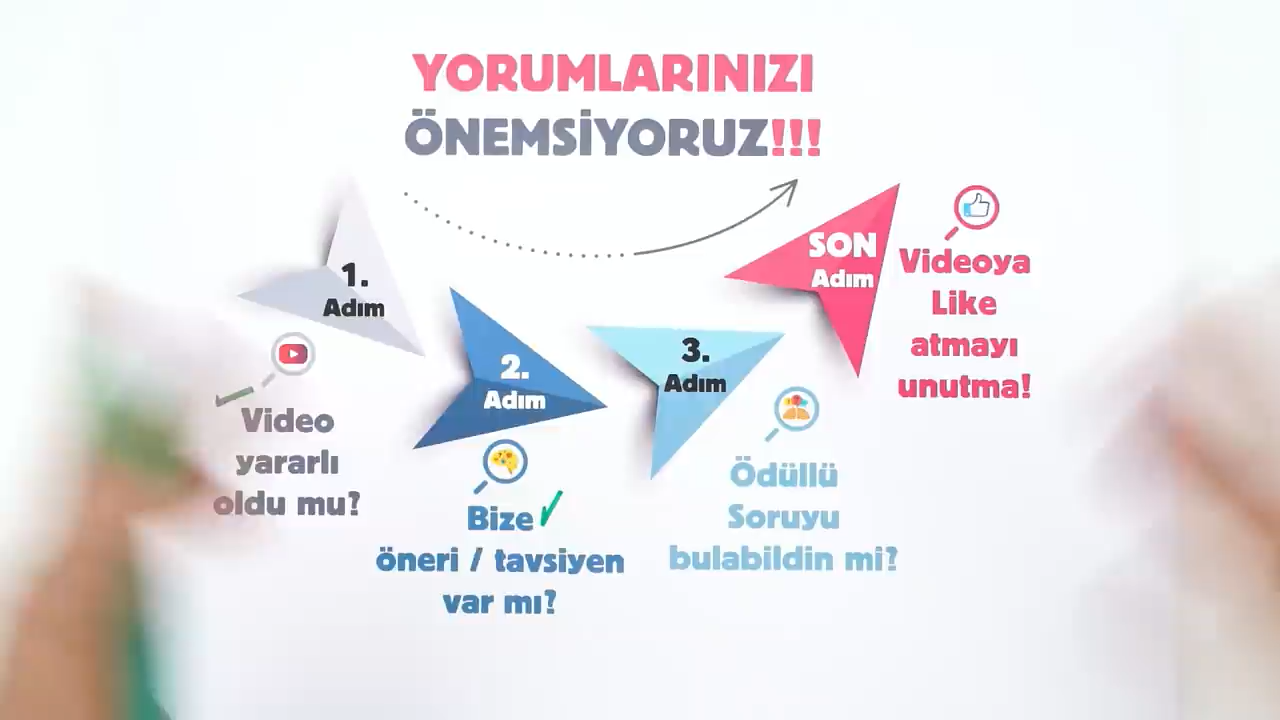 YORUMLARINIZI
ÖNEMSİYORUZ!!!
1.
Adım
Video
yararlı
oldu mu?
2.
Adım
Bize
öneri / tavsiyen
var mı?
3.
Adım
Ödüllü
Soruyu
bulabildin mi?
SON
Adım
Videoya
Like
atmayı
unutma!